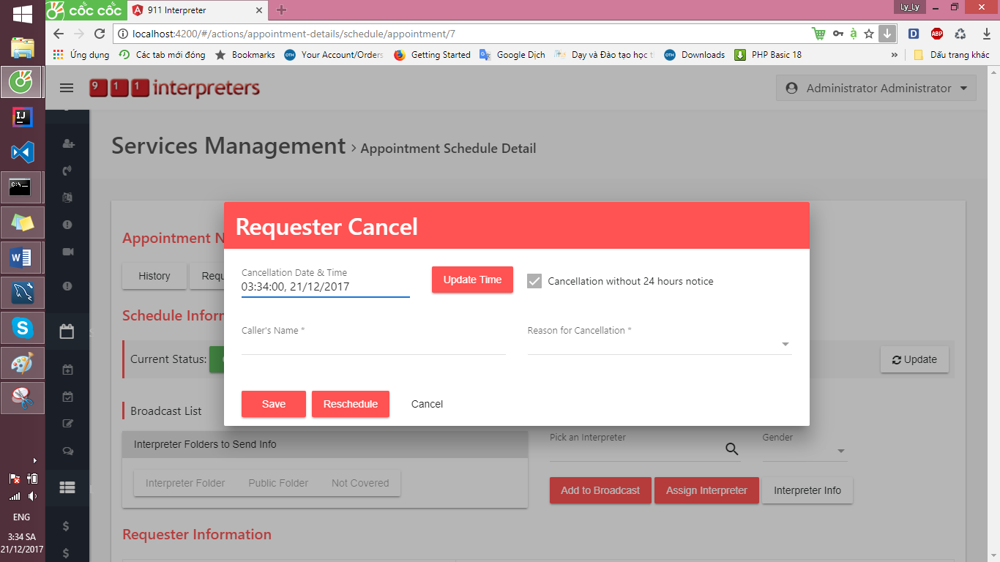 cốc cốc
911 Interpreter
Ly_Ly
localhost:4200/#/actions/appointment-details/schedule/appointment/7
Ứng dụng
Các tab mới đóng
Bookmarks
Your Account/Orders
Getting Started
Google Dịch
Dạy và Đào tạo học
Downloads
PHP Basic 18
»
Dấu trang khác
9 1 1 interpreters
Administrator Administrator
Services Management > Appointment Schedule Detail
Appointment N
History
Requ
Schedule Inform
Current Status:
Update
Requester Cancel
Cancellation Date & Time
03:34:00, 21/12/2017
Update Time
Cancellation without 24 hours notice
Caller's Name *
Reason for Cancellation *
Save
Reschedule
Cancel
Broadcast List
Interpreter Folders to Send Info
Interpreter Folder
Public Folder
Not Covered
Pick an Interpreter
Gender
Add to Broadcast
Assign Interpreter
Interpreter Info
Requester Information
ENG
3:34 SA
21/12/2017